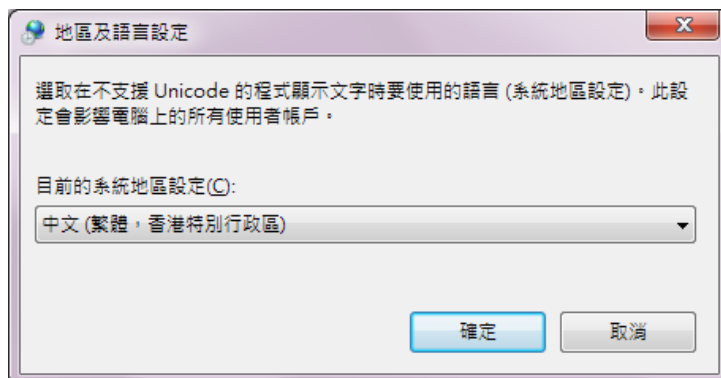 地區及語言設定
選取在不支援 Unicode 的程式顯示文字時要使用的語言 (系統地區設定)。此設
定會影響電腦上的所有使用者帳戶。
目前的系統地區設定(C):
中文 (繁體，香港特別行政區)
確定
取消